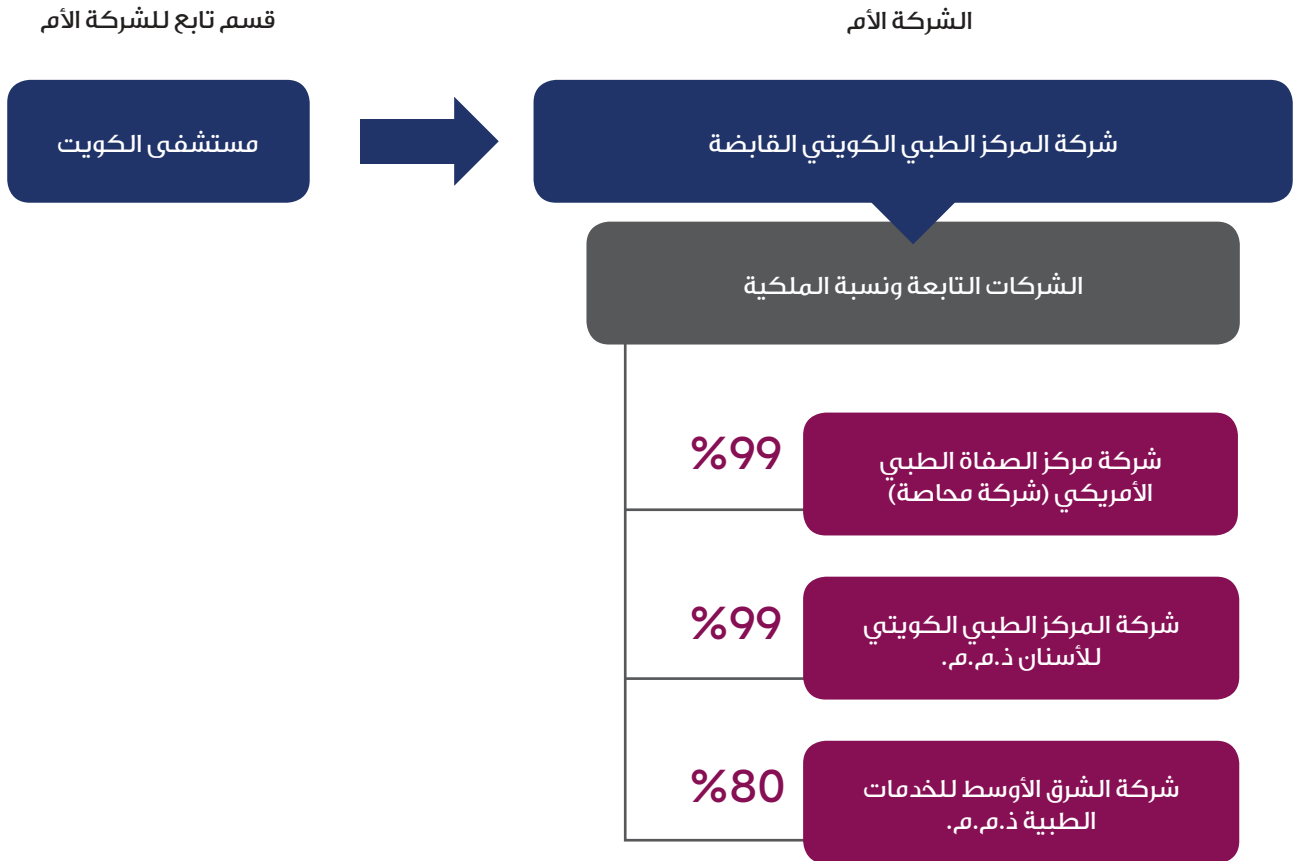 الشركة الأم
قسم تابع للشركة الأم
شركة المركز الطبي الكويتي القابضة
مستشفى الكويت
الشركات التابعة ونسبة الملكية
شركة مركز الصفاة الطبي
الأمريكي (شركة محاصة)
%99
شركة المركز الطبي الكويتي
للأسنان ذ.م.م.
%99
شركة الشرق الأوسط للخدمات
الطبية ذ.م.م.
%80